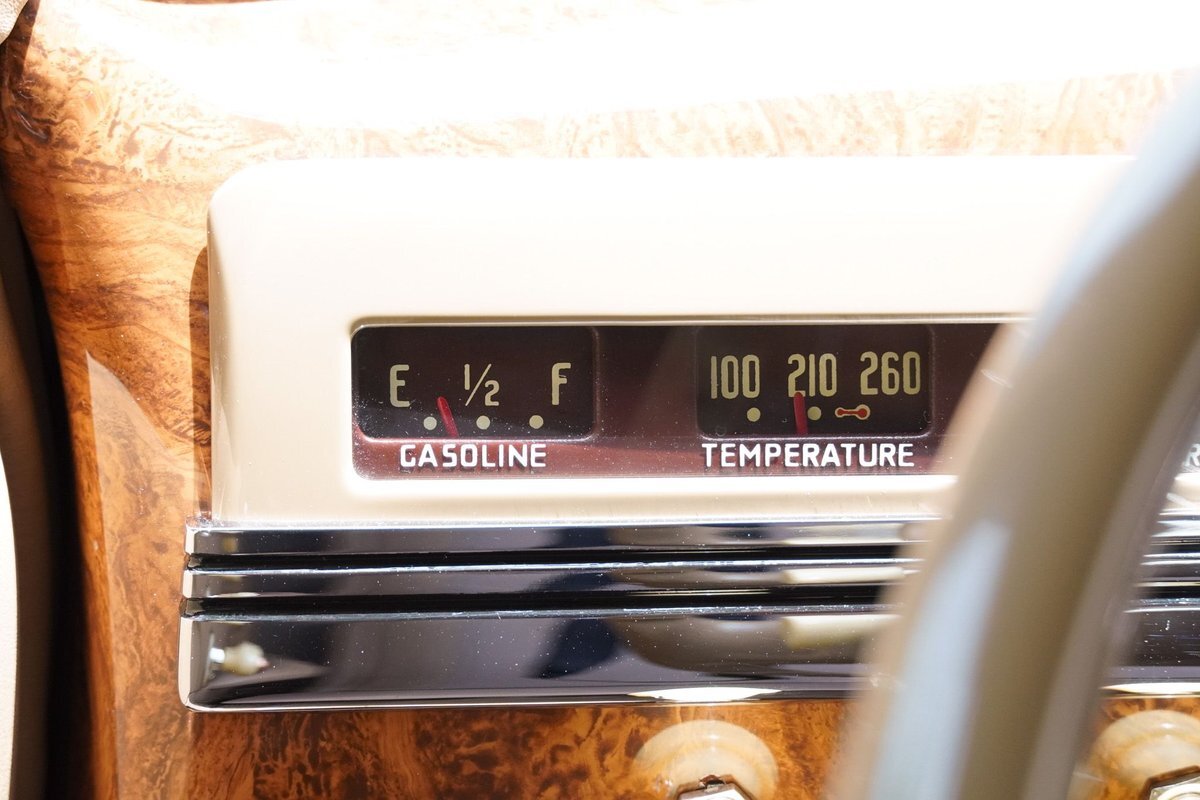 E ½ F
GASOLINE
100 210 260
TEMPERATURE